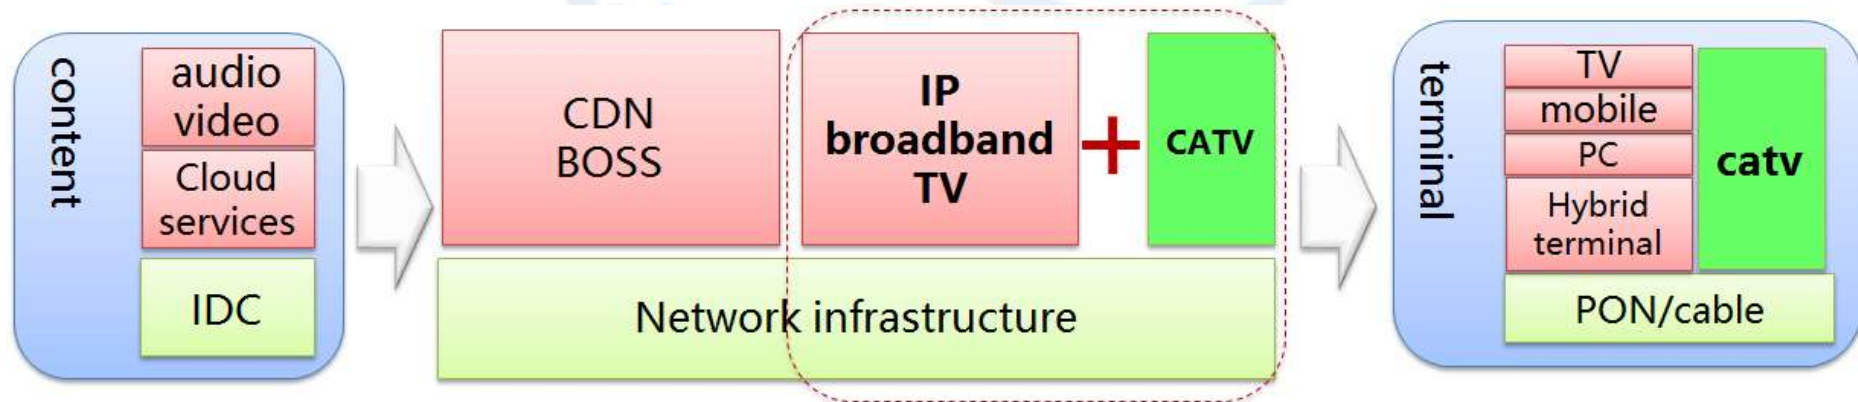 content
audio
video
Cloud
services
IDC
CDN
BOSS
IP
broadband
TV
+
CATV
Network infrastructure
terminal
TV
mobile
PC
Hybrid
terminal
catv
PON/cable